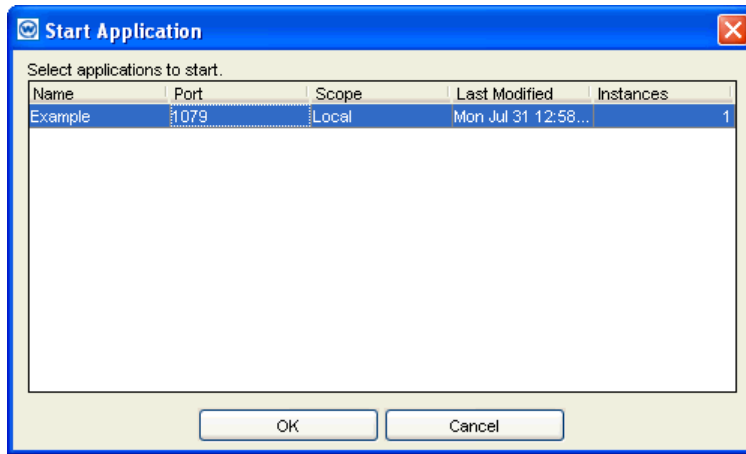 Start Application
Select applications to start.
Name Port Scope Last Modified Instances
Example 1079 Local Mon Jul 31 12:58... 1
OK Cancel